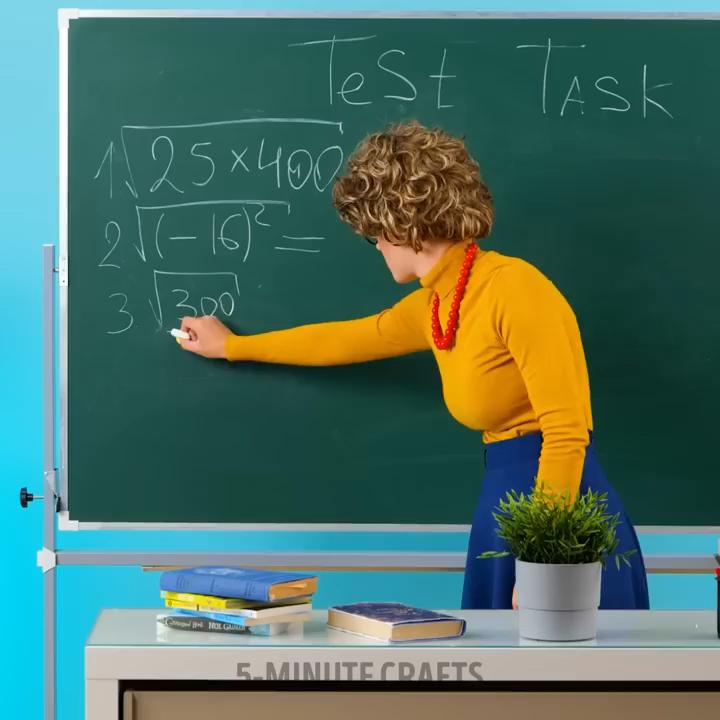 TeSt TASk
1 √25×400
2 √(-16)² =
3 √300
5-MINUTE CRAFTS